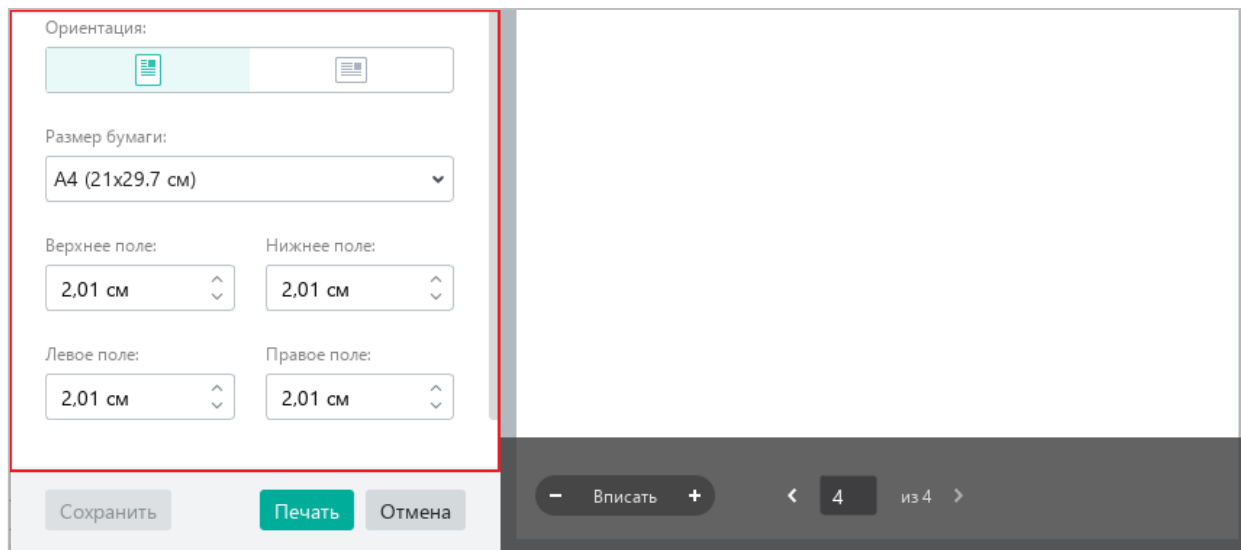 Ориентация:
Размер бумаги:
A4 (21x29.7 см)
Верхнее поле: Нижнее поле:
2,01 см 2,01 см
Левое поле: Правое поле:
2,01 см 2,01 см
Сохранить Печать Отмена
− Вписать + 4 из 4